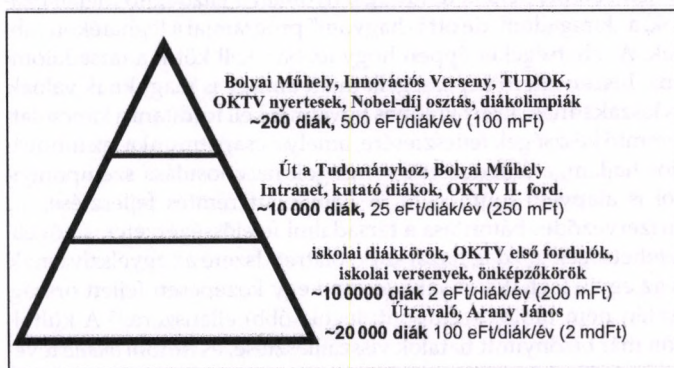 Bolyai Műhely, Innovációs Verseny, TUDOK,
OKTV nyertesek, Nobel-díj osztás, diákolimpiák
~200 diák, 500 eFt/diák/év (100 mFt)
Út a Tudományhoz, Bolyai Műhely
Intranet, kutató diákok, OKTV II. ford.
~10 000 diák, 25 eFt/diák/év (250 mFt)
iskolai diákkörök, OKTV első fordulók,
iskolai versenyek, önképzőkörök
~100 000 diák 2 eFt/diák/év (200 mFt)
Útravaló, Arany János
~20 000 diák 100 eFt/diák/év (2 mdFt)